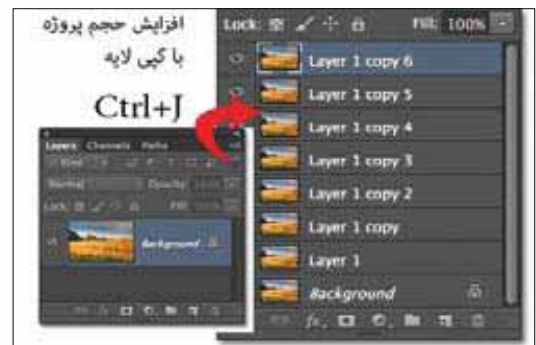 افزایش حجم پروژه
با کپی لایه
Ctrl+J
Lock: Fill: 100%
Layer 1 copy 6
Layer 1 copy 5
Layer 1 copy 4
Layer 1 copy 3
Layer 1 copy 2
Layer 1 copy
Layer 1
Background
fx.
Layers Channels Paths
Kind
Normal Opacity:
Lock: Fill:
Background